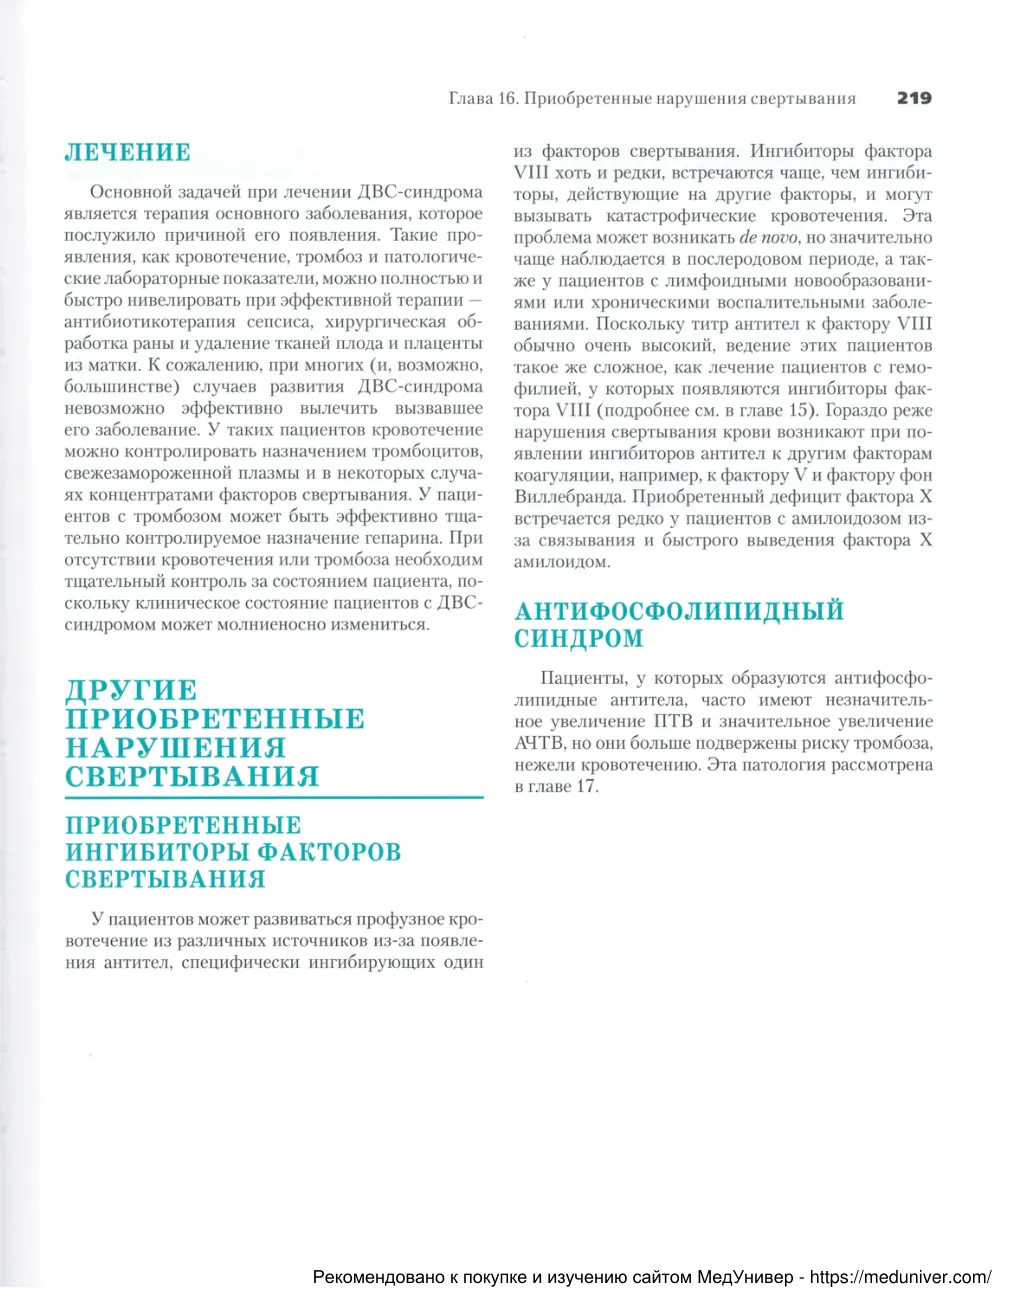 Глава 16. Приобретенные нарушения свертывания 219
ЛЕЧЕНИЕ
Основной задачей при лечении ДВС-синдрома
является терапия основного заболевания, которое
послужило причиной его появления. Такие про-
явления, как кровотечение, тромбоз и патологиче-
ские лабораторные показатели, можно полностью и
быстро нивелировать при эффективной терапии —
антибиотикотерапия сепсиса, хирургическая об-
работка раны и удаление тканей плода и плаценты
из матки. К сожалению, при многих (и, возможно,
большинстве) случаев развития ДВС-синдрома
невозможно эффективно вылечить вызвавшее
его заболевание. У таких пациентов кровотечение
можно контролировать назначением тромбоцитов,
свежезамороженной плазмы и в некоторых случа-
ях концентратами факторов свертывания. У паци-
ентов с тромбозом может быть эффективно тща-
тельно контролируемое назначение гепарина. При
отсутствии кровотечения или тромбоза необходим
тщательный контроль за состоянием пациента, по-
скольку клиническое состояние пациентов с ДВС-
синдромом может молниеносно измениться.
ДРУГИЕ
ПРИОБРЕТЕННЫЕ
НАРУШЕНИЯ
СВЕРТЫВАНИЯ
ПРИОБРЕТЕННЫЕ
ИНГИБИТОРЫ ФАКТОРОВ
СВЕРТЫВАНИЯ
У пациентов может развиваться профузное кро-
вотечение из различных источников из-за появле-
ния антител, специфически ингибирующих один
из факторов свертывания. Ингибиторы фактора
VIII хоть и редки, встречаются чаще, чем ингиби-
торы, действующие на другие факторы, и могут
вызывать катастрофические кровотечения. Эта
проблема может возникать de novo, но значительно
чаще наблюдается в послеродовом периоде, а так-
же у пациентов с лимфоидными новообразовани-
ями или хроническими воспалительными заболе-
ваниями. Поскольку титр антител к фактору VIII
обычно очень высокий, ведение этих пациентов
такое же сложное, как лечение пациентов с гемо-
филией, у которых появляются ингибиторы фак-
тора VIII (подробнее см. в главе 15). Гораздо реже
нарушения свертывания крови возникают при по-
явлении ингибиторов антител к другим факторам
коагуляции, например, к фактору V и фактору фон
Виллебранда. Приобретенный дефицит фактора X
встречается редко у пациентов с амилоидозом из-
за связывания и быстрого выведения фактора X
амилоидом.
АНТИФОСФОЛИПИДНЫЙ
СИНДРОМ
Пациенты, у которых образуются антифосфо-
липидные антитела, часто имеют незначитель-
ное увеличение ПТВ и значительное увеличение
АЧТВ, но они больше подвержены риску тромбоза,
нежели кровотечению. Эта патология рассмотрена
в главе 17.
Рекомендовано к покупке и изучению сайтом МедУнивер - https://meduniver.com/